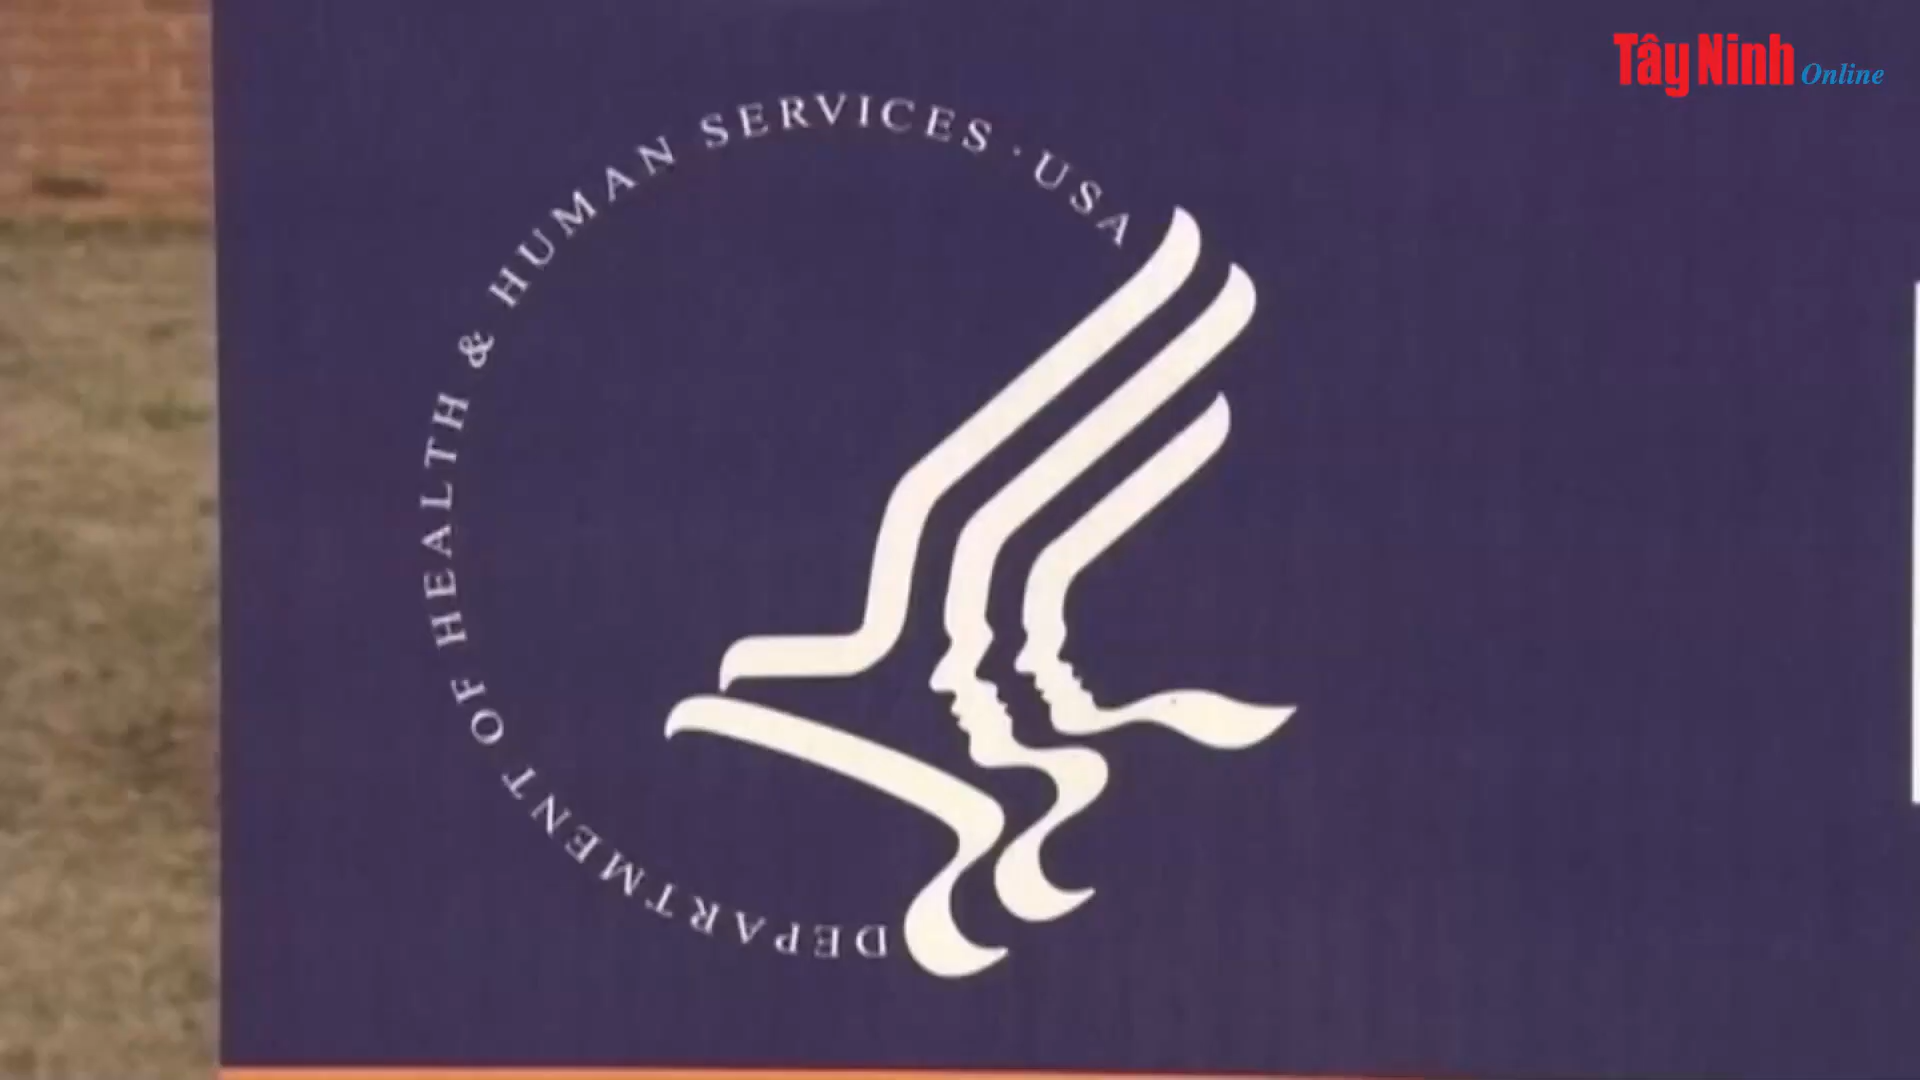 Tây Ninh Online
DEPARTMENT OF HEALTH & HUMAN SERVICES · USA